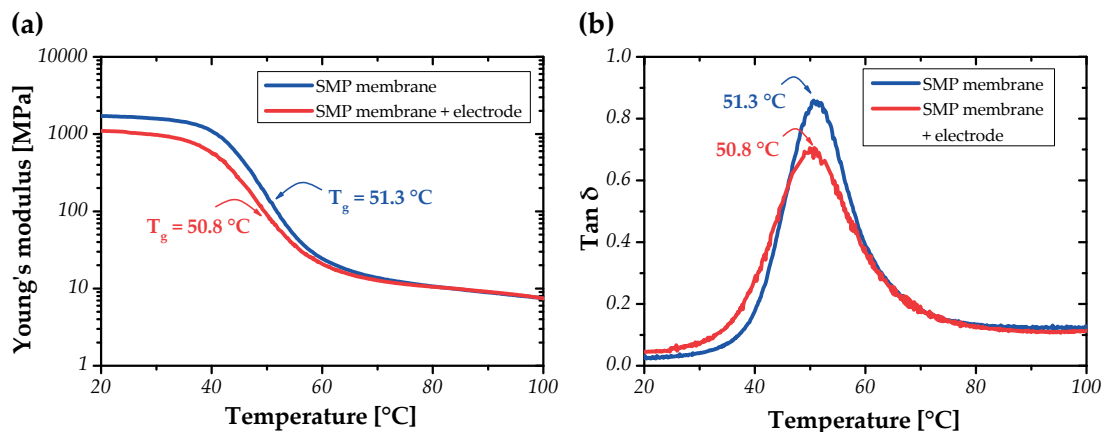 (a)
Young's modulus [MPa]
10000
1000
100
10
1
SMP membrane
SMP membrane + electrode
T_g = 51.3 °C
T_g = 50.8 °C
20 40 60 80 100
Temperature [°C]
(b)
Tan δ
1.0
0.8
0.6
0.4
0.2
0.0
51.3 °C
50.8 °C
SMP membrane
SMP membrane
+ electrode
20 40 60 80 100
Temperature [°C]